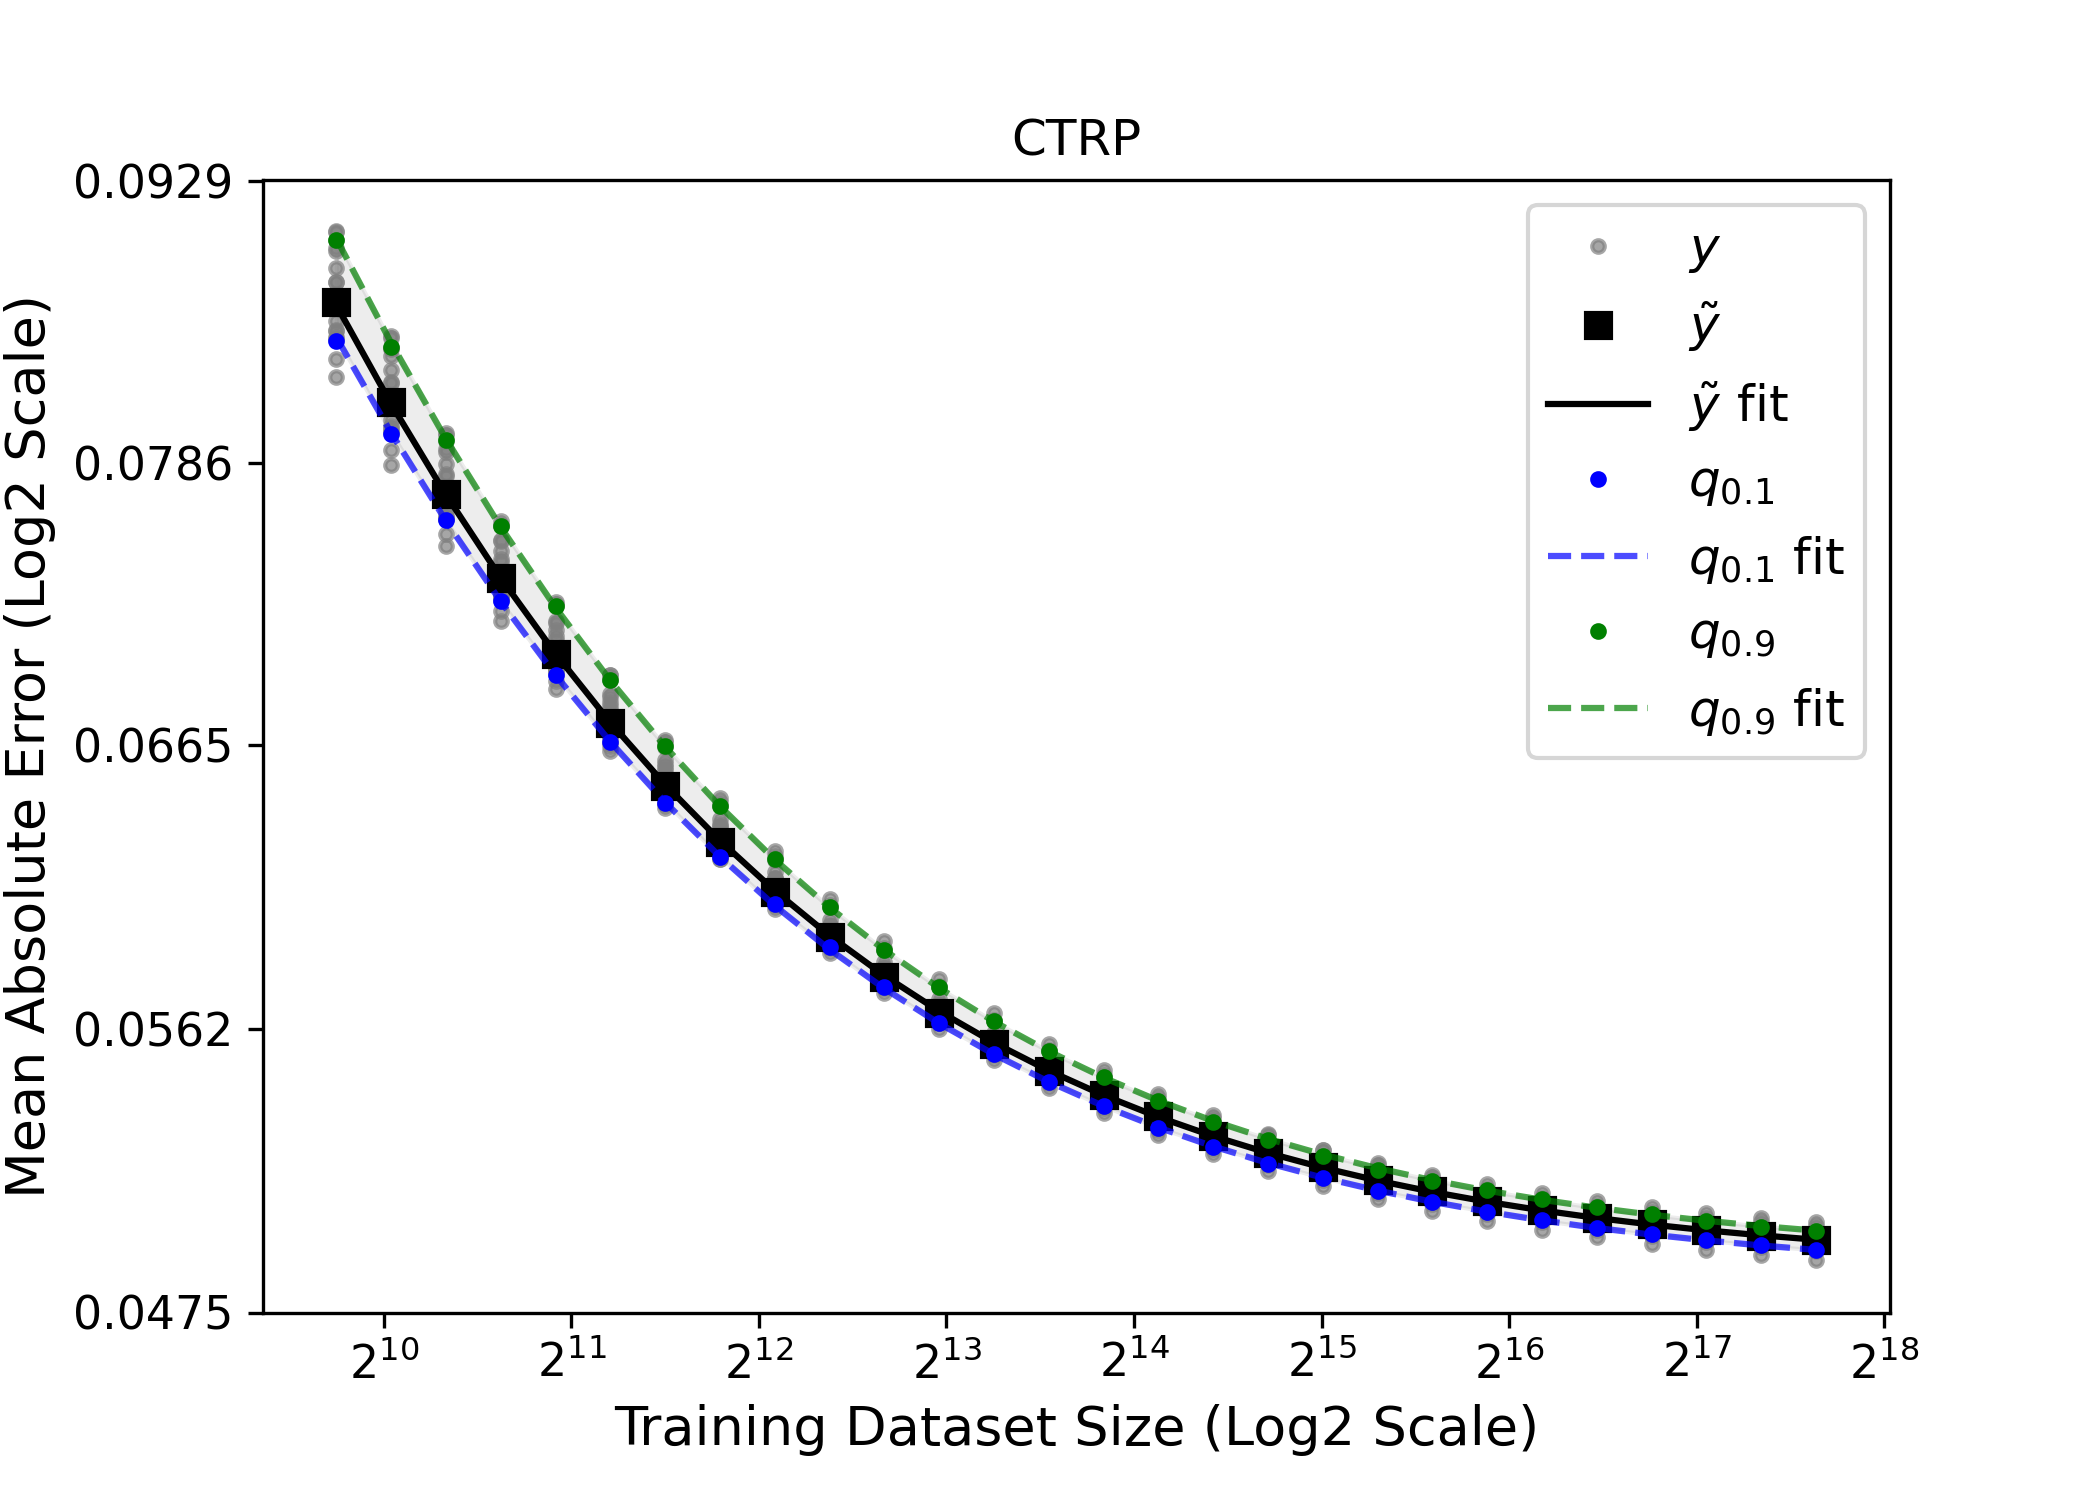 CTRP
Mean Absolute Error (Log2 Scale)
0.0929
0.0786
0.0665
0.0562
0.0475
y
ỹ
ỹ fit
q₀.₁
q₀.₁ fit
q₀.₉
q₀.₉ fit
2¹⁰ 2¹¹ 2¹² 2¹³ 2¹⁴ 2¹⁵ 2¹⁶ 2¹⁷ 2¹⁸
Training Dataset Size (Log2 Scale)